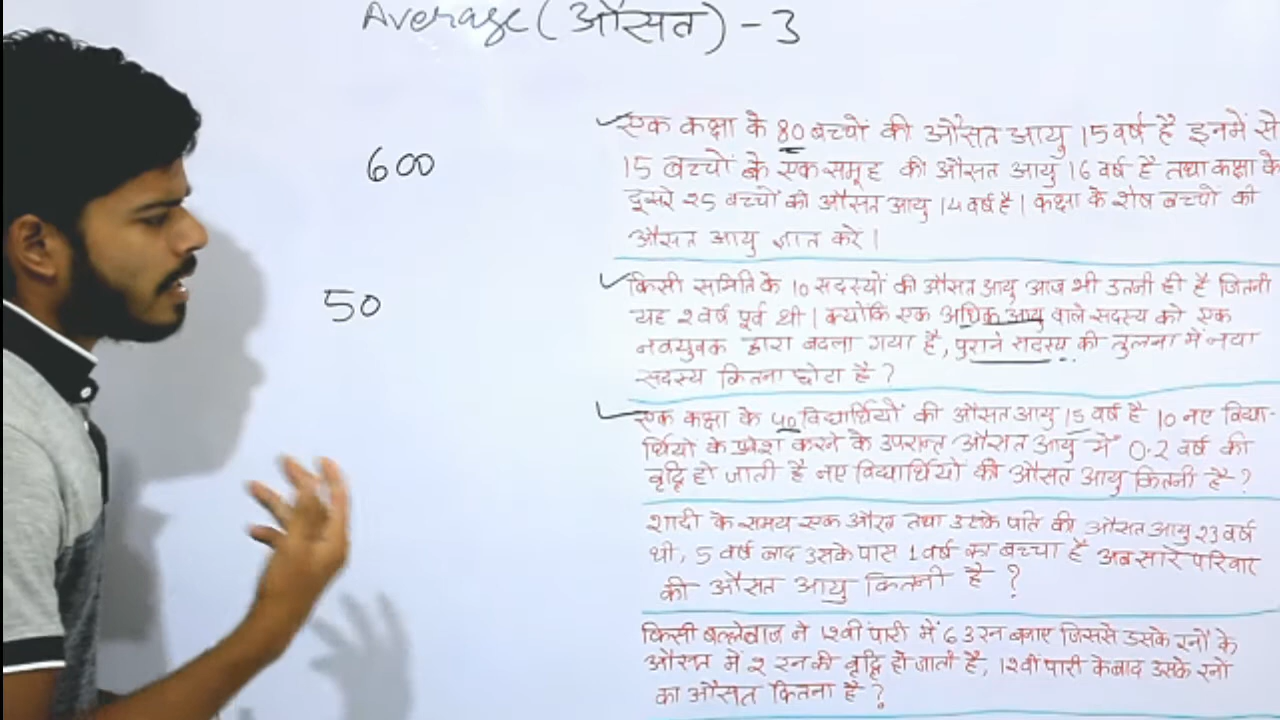 Average (औसत) - 3
600
50
एक कक्षा के 80 बच्चों की औसत आयु 15 वर्ष है इनमें से
15 बच्चों के एक समूह की औसत आयु 16 वर्ष है तथा कक्षा के
दूसरे 25 बच्चों की औसत आयु 14 वर्ष है। कक्षा के शेष बच्चों की
औसत आयु ज्ञात करे।
किसी समिति के 10 सदस्यों की औसत आयु आज भी उतनी ही है जितनी
यह 2 वर्ष पूर्व थी। क्योंकि एक अधिक आयु वाले सदस्य को एक
नवयुवक द्वारा बदला गया है, पुराने सदस्य की तुलना में नया
सदस्य कितना छोटा है?
एक कक्षा के 40 विद्यार्थियों की औसत आयु 15 वर्ष है 10 नए विद्या-
र्थियों के प्रवेश करने के उपरान्त औसत आयु में 0.2 वर्ष की
वृद्धि हो जाती है नए विद्यार्थियों की औसत आयु कितनी है?
शादी के समय एक औरत तथा उसके पति की औसत आयु 23 वर्ष
थी, 5 वर्ष बाद उसके पास 1 वर्ष का बच्चा है अब सारे परिवार
की औसत आयु कितनी है?
किसी बल्लेबाज ने 12वी पारी में 63 रन बनाए जिससे उसके रनों के
औसत में 2 रन की वृद्धि हो जाती है, 12वीं पारी के बाद उसके रनों
का औसत कितना है?